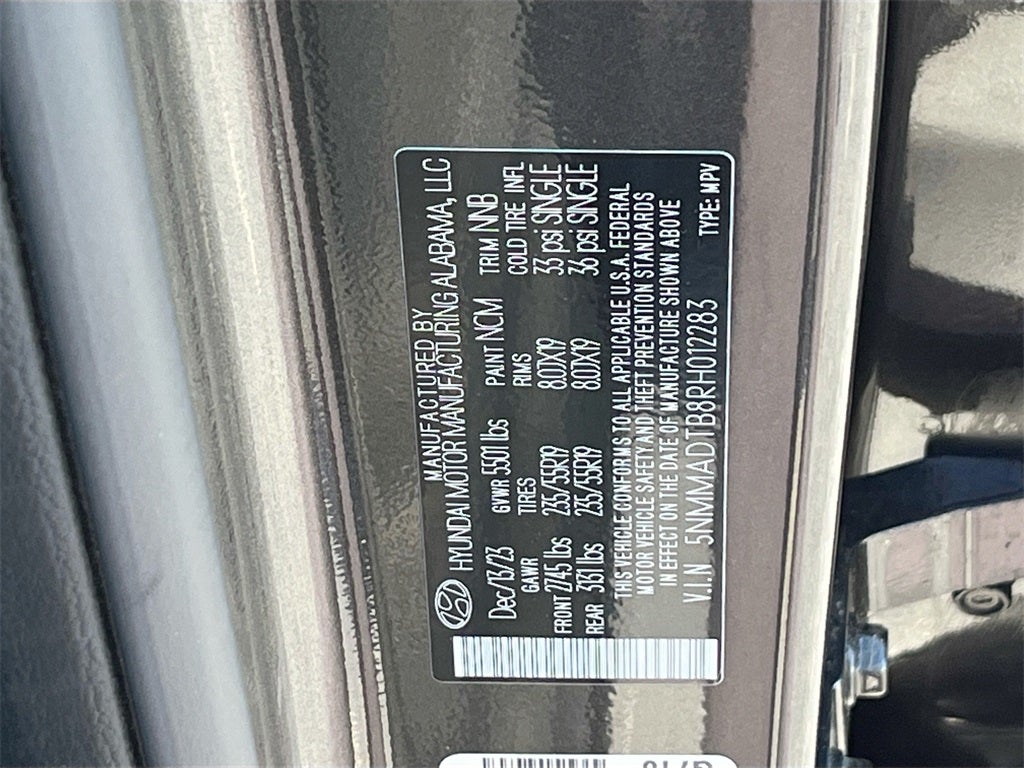 MANUFACTURED BY
HYUNDAI MOTOR MANUFACTURING ALABAMA, LLC
Dec/13/23 GVWR 5501 lbs PAINT NCM TRIM NNB
GAWR TIRES RIMS COLD TIRE INFL
FRONT 2745 lbs 235/55R19 8.0JX19 33 psi SINGLE
REAR 3131 lbs 235/55R19 8.0JX19 36 psi SINGLE
THIS VEHICLE CONFORMS TO ALL APPLICABLE U.S.A. FEDERAL
MOTOR VEHICLE SAFETY AND THEFT PREVENTION STANDARDS
IN EFFECT ON THE DATE OF MANUFACTURE SHOWN ABOVE
V.I.N 5NMMADTB8RH012283 TYPE: MPV